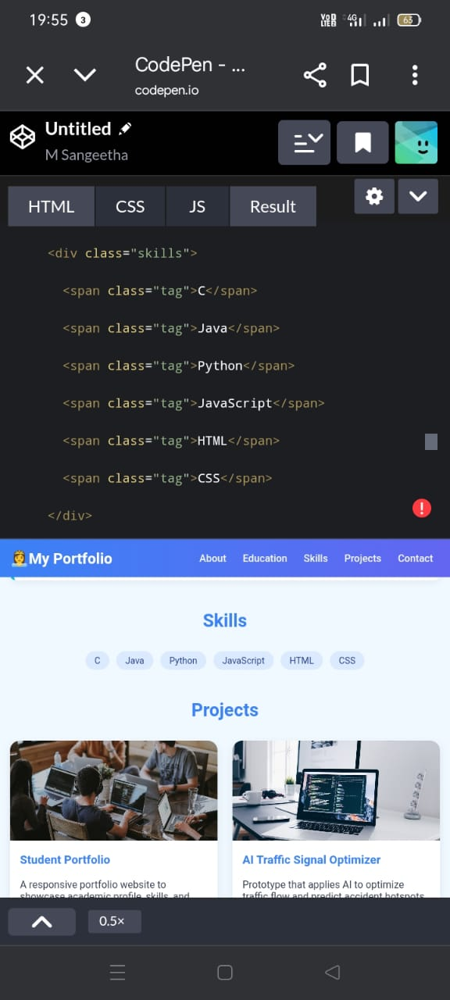 19:55 3 VoD LTE2 4G 63
CodePen - ...
codepen.io
Untitled
M Sangeetha
HTML CSS JS Result
<div class="skills">
<span class="tag">C</span>
<span class="tag">Java</span>
<span class="tag">Python</span>
<span class="tag">JavaScript</span>
<span class="tag">HTML</span>
<span class="tag">CSS</span>
</div>
My Portfolio About Education Skills Projects Contact
Skills
C Java Python JavaScript HTML CSS
Projects
Student Portfolio
A responsive portfolio website to
showcase academic profile, skills, and
AI Traffic Signal Optimizer
Prototype that applies AI to optimize
traffic flow and predict accident hotspots
0.5×